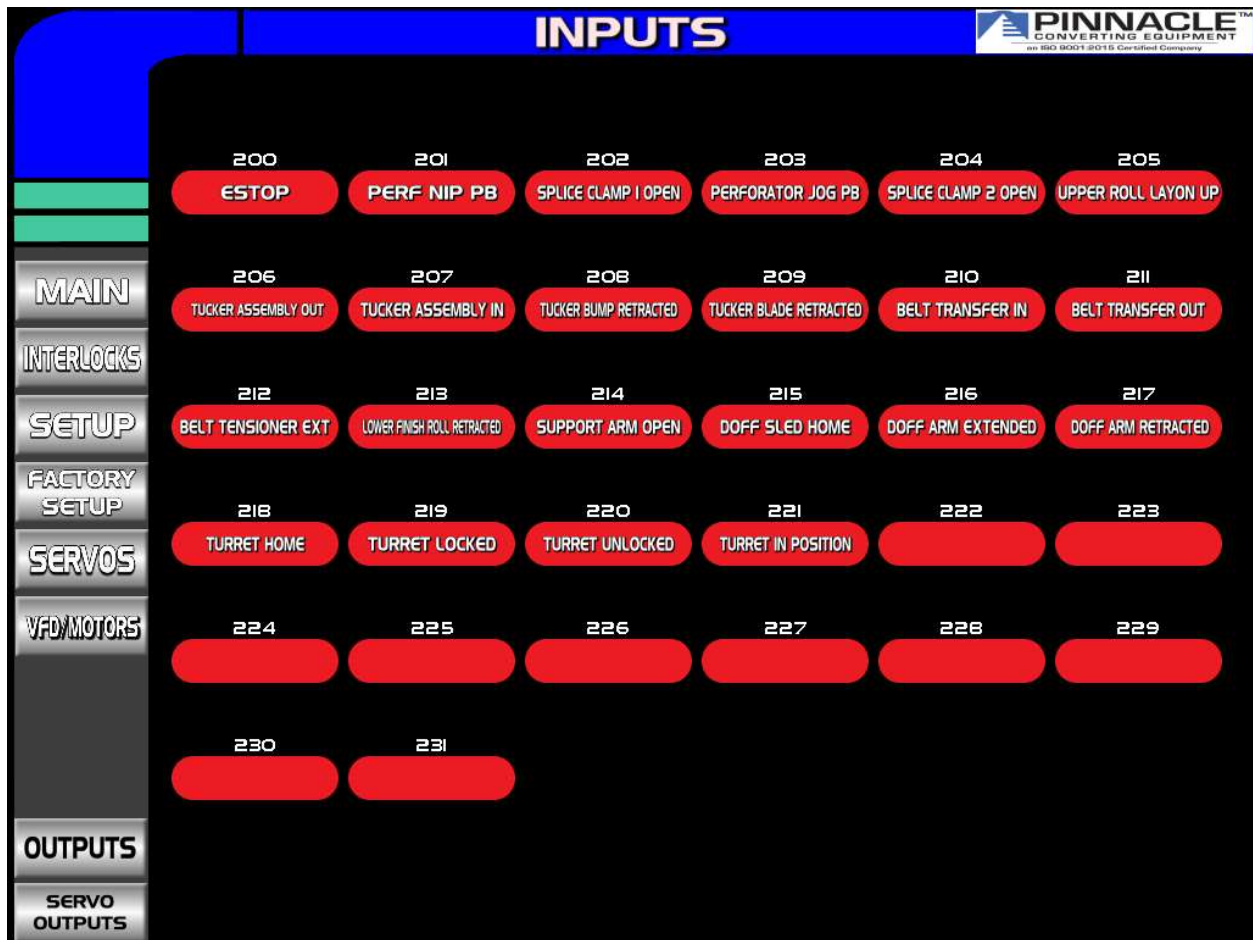 INPUTS
PINNACLE™
CONVERTING EQUIPMENT
an ISO 9001:2015 Certified Company
200 201 202 203 204 205
ESTOP PERF NIP PB SPLICE CLAMP 1 OPEN PERFORATOR JOG PB SPLICE CLAMP 2 OPEN UPPER ROLL LAYON UP
206 207 208 209 210 211
TUCKER ASSEMBLY OUT TUCKER ASSEMBLY IN TUCKER BUMP RETRACTED TUCKER BLADE RETRACTED BELT TRANSFER IN BELT TRANSFER OUT
212 213 214 215 216 217
BELT TENSIONER EXT LOWER FINISH ROLL RETRACTED SUPPORT ARM OPEN DOFF SLED HOME DOFF ARM EXTENDED DOFF ARM RETRACTED
218 219 220 221 222 223
TURRET HOME TURRET LOCKED TURRET UNLOCKED TURRET IN POSITION
224 225 226 227 228 229
230 231
MAIN
INTERLOCKS
SETUP
FACTORY
SETUP
SERVOS
VFD/MOTORS
OUTPUTS
SERVO
OUTPUTS